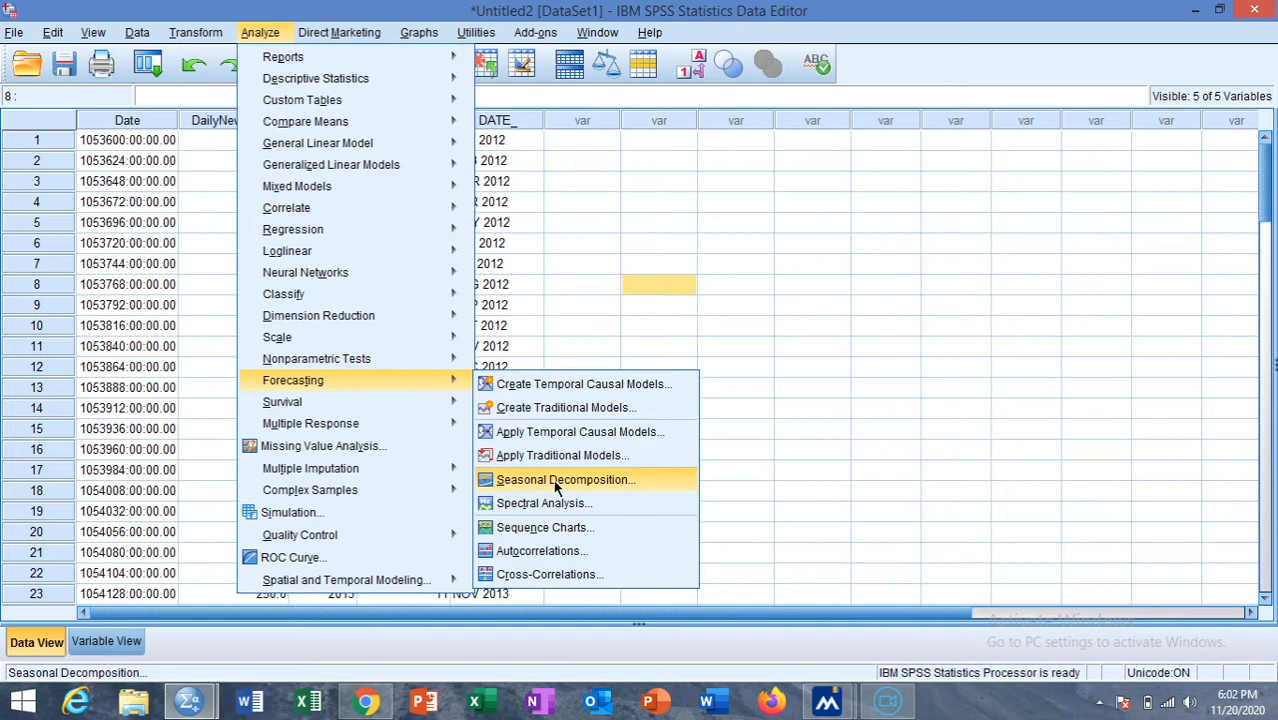 *Untitled2 [DataSet1] - IBM SPSS Statistics Data Editor
File Edit View Data Transform Analyze Direct Marketing Graphs Utilities Add-ons Window Help
8 :
Visible: 5 of 5 Variables
Date DailyNev DATE_ var var var var var var var var var
1 1053600:00:00.00 2012
2 1053624:00:00.00 B 2012
3 1053648:00:00.00 R 2012
4 1053672:00:00.00 R 2012
5 1053696:00:00.00 Y 2012
6 1053720:00:00.00 2012
7 1053744:00:00.00 2012
8 1053768:00:00.00 G 2012
9 1053792:00:00.00 P 2012
10 1053816:00:00.00 T 2012
11 1053840:00:00.00 V 2012
12 1053864:00:00.00 C 2012
13 1053888:00:00.00
14 1053912:00:00.00
15 1053936:00:00.00
16 1053960:00:00.00
17 1053984:00:00.00
18 1054008:00:00.00
19 1054032:00:00.00
20 1054056:00:00.00
21 1054080:00:00.00
22 1054104:00:00.00
23 1054128:00:00.00 250.0 2013 11 NOV 2013
Reports
Descriptive Statistics
Custom Tables
Compare Means
General Linear Model
Generalized Linear Models
Mixed Models
Correlate
Regression
Loglinear
Neural Networks
Classify
Dimension Reduction
Scale
Nonparametric Tests
Forecasting
Survival
Multiple Response
Missing Value Analysis...
Multiple Imputation
Complex Samples
Simulation...
Quality Control
ROC Curve...
Spatial and Temporal Modeling...
Create Temporal Causal Models...
Create Traditional Models...
Apply Temporal Causal Models...
Apply Traditional Models...
Seasonal Decomposition...
Spectral Analysis...
Sequence Charts...
Autocorrelations...
Cross-Correlations...
Activate Windows
Go to PC settings to activate Windows.
Data View Variable View
Seasonal Decomposition...
IBM SPSS Statistics Processor is ready
Unicode:ON
6:02 PM
11/20/2020